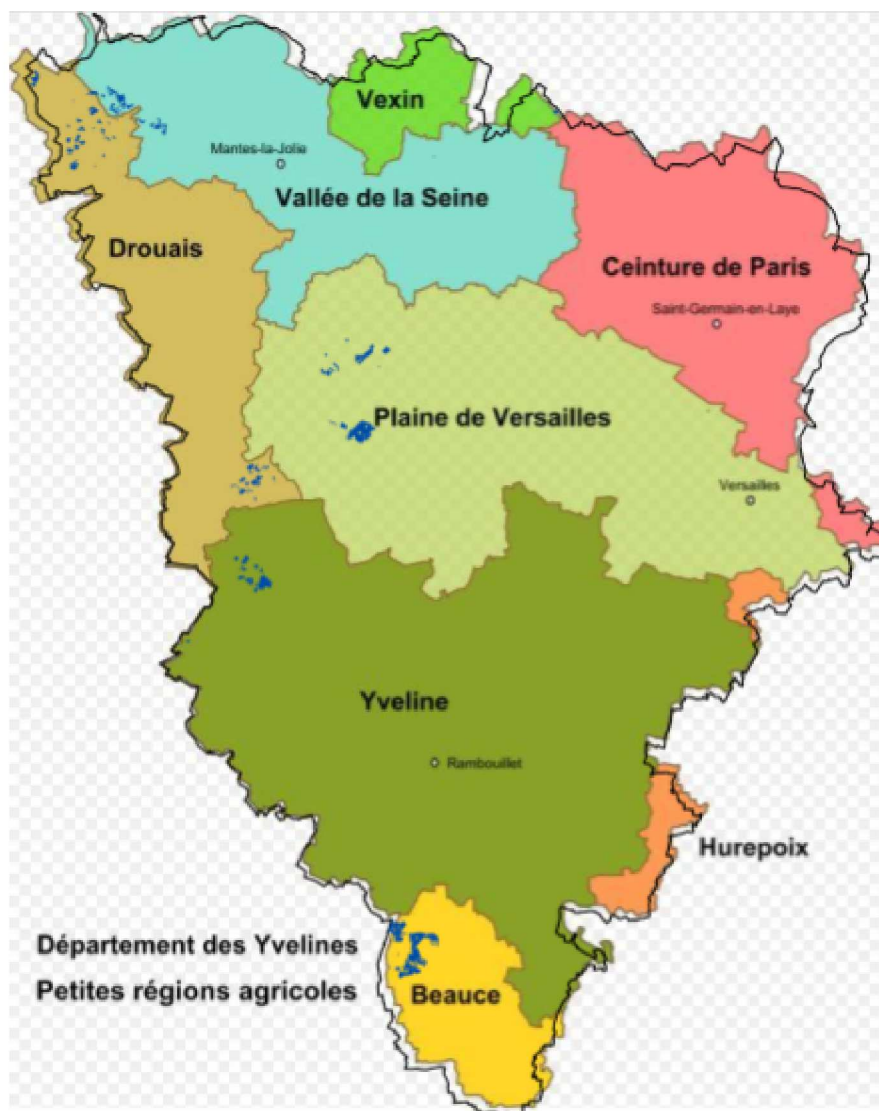 Vexin
Mantes-la-Jolie
Vallée de la Seine
Drouais
Ceinture de Paris
Saint-Germain-en-Laye
Plaine de Versailles
Versailles
Yveline
Rambouillet
Hurepoix
Département des Yvelines
Petites régions agricoles
Beauce